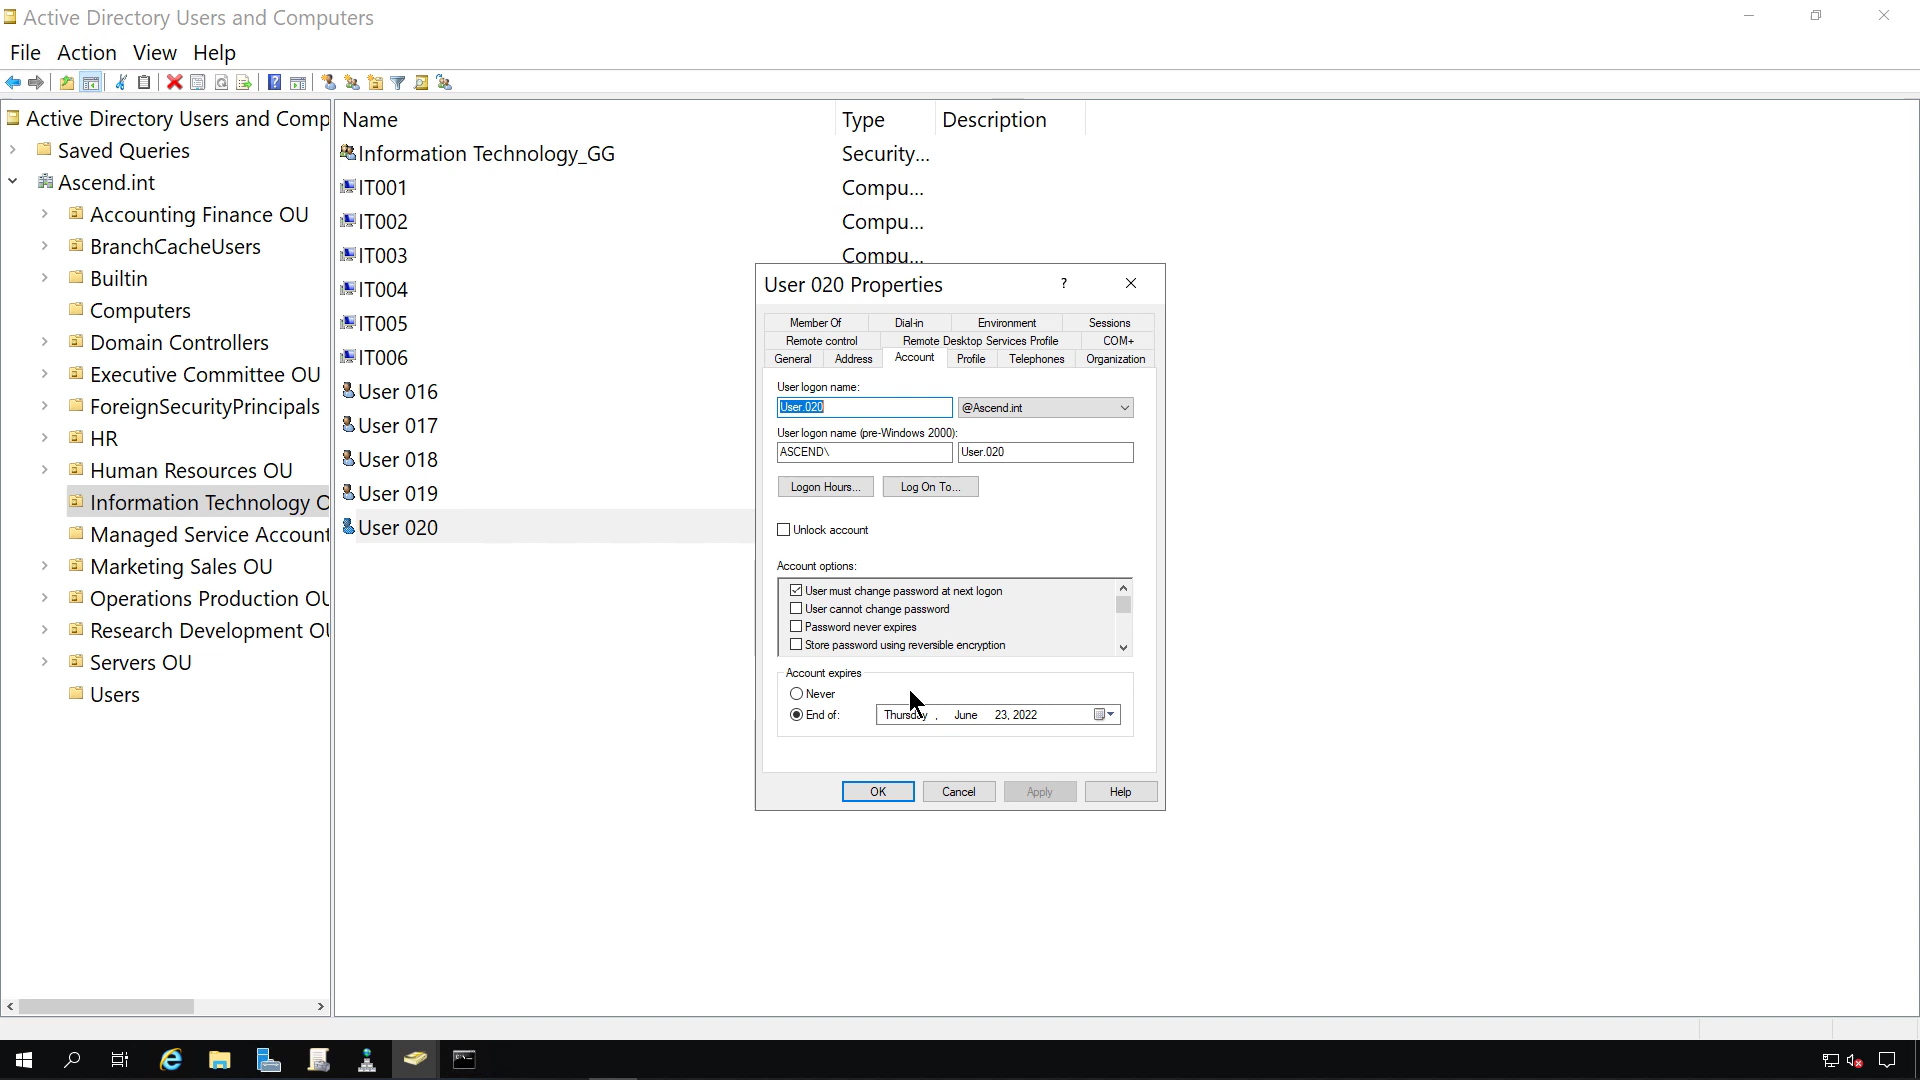 Active Directory Users and Computers
File Action View Help
Active Directory Users and Comp
Saved Queries
Ascend.int
Accounting Finance OU
BranchCacheUsers
Builtin
Computers
Domain Controllers
Executive Committee OU
ForeignSecurityPrincipals
HR
Human Resources OU
Information Technology O
Managed Service Account
Marketing Sales OU
Operations Production OU
Research Development OU
Servers OU
Users
Name Type Description
Information Technology_GG Security...
IT001 Compu...
IT002 Compu...
IT003 Compu...
IT004
IT005
IT006
User 016
User 017
User 018
User 019
User 020
User 020 Properties
Member Of Dial-in Environment Sessions
Remote control Remote Desktop Services Profile COM+
General Address Account Profile Telephones Organization
User logon name:
User.020 @Ascend.int
User logon name (pre-Windows 2000):
ASCEND\ User.020
Logon Hours... Log On To...
Unlock account
Account options:
User must change password at next logon
User cannot change password
Password never expires
Store password using reversible encryption
Account expires
Never
End of: Thursday , June 23, 2022
OK Cancel Apply Help